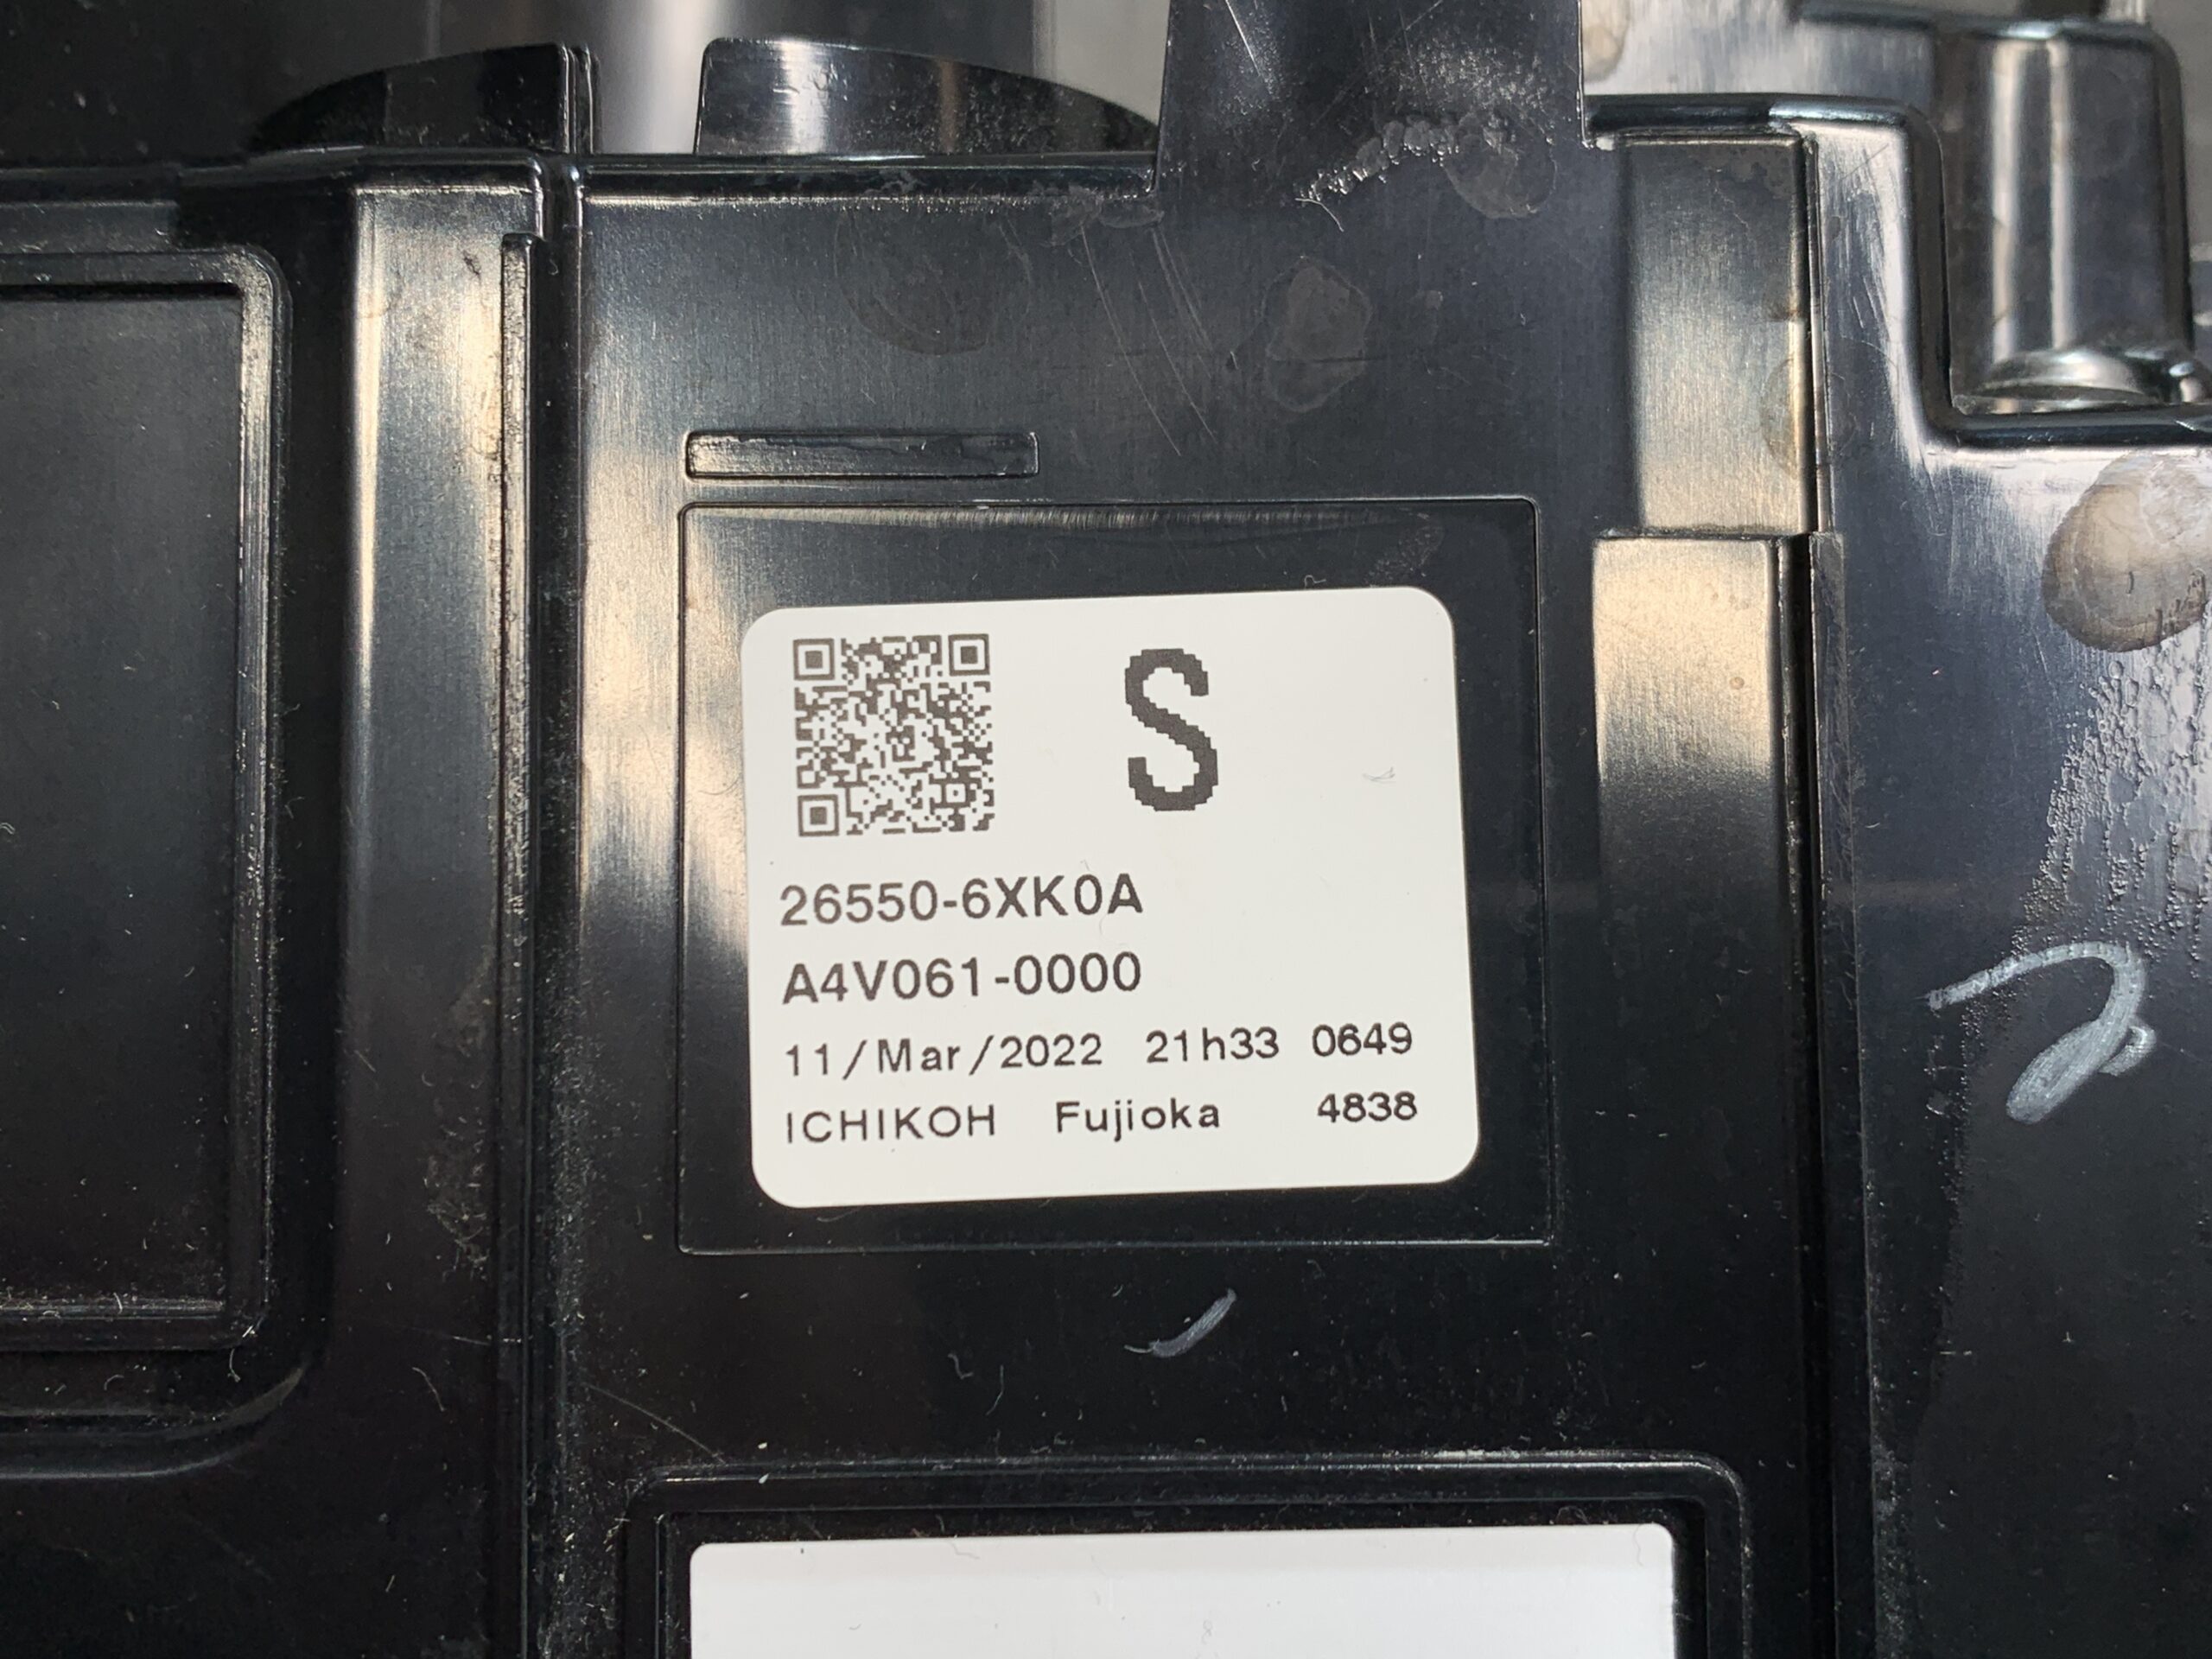 S
26550-6XK0A
A4V061-0000
11/Mar/2022 21h33 0649
ICHIKOH Fujioka 4838